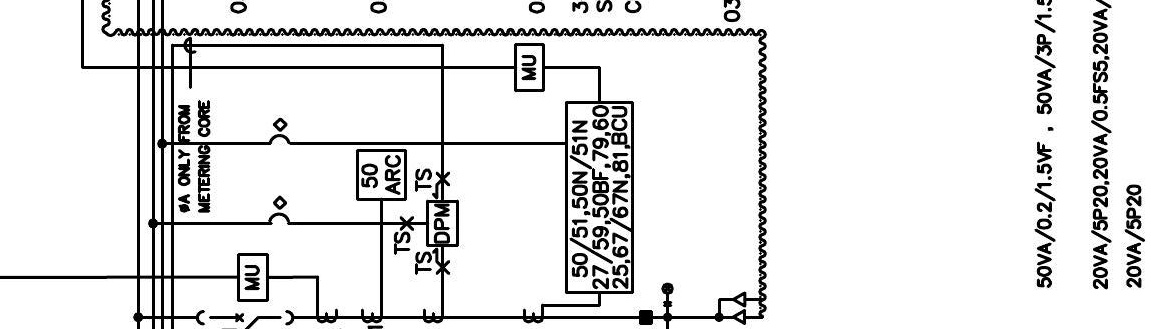 0
0
0
3
S
C
03
MU
ØA ONLY FROM
METERING CORE
50
ARC
TS
TS
TS
DPM
MU
50/51,50N/51N
27/59,50BF,79,60
25,67/67N,81,BCU
50VA/0.2/1.5VF , 50VA/3P/1.5
20VA/5P20,20VA/0.5FS5,20VA/
20VA/5P20